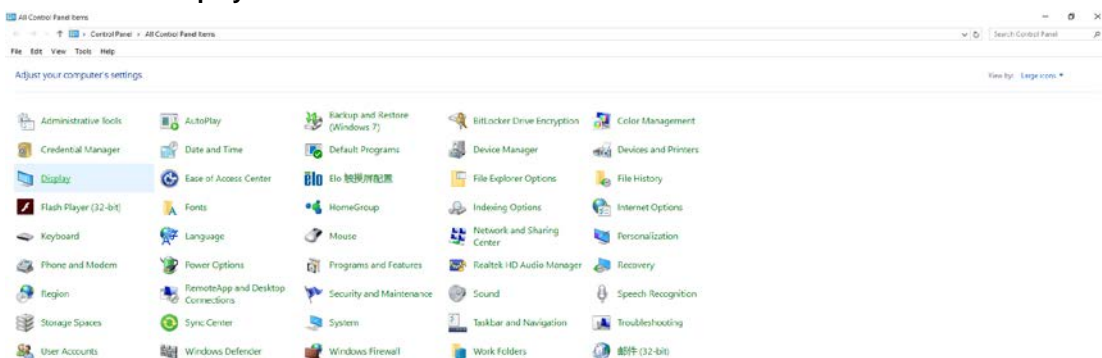 play
All Control Panel Items
Control Panel > All Control Panel Items
Search Control Panel
File Edit View Tools Help
Adjust your computer's settings
View by: Large icons
Administrative Tools
AutoPlay
Backup and Restore
(Windows 7)
BitLocker Drive Encryption
Color Management
Credential Manager
Date and Time
Default Programs
Device Manager
Devices and Printers
Display
Ease of Access Center
elo Elo 触摸屏配置
File Explorer Options
File History
Flash Player (32-bit)
Fonts
HomeGroup
Indexing Options
Internet Options
Keyboard
Language
Mouse
Network and Sharing
Center
Personalization
Phone and Modem
Power Options
Programs and Features
Realtek HD Audio Manager
Recovery
Region
RemoteApp and Desktop
Connections
Security and Maintenance
Sound
Speech Recognition
Storage Spaces
Sync Center
System
Taskbar and Navigation
Troubleshooting
User Accounts
Windows Defender
Windows Firewall
Work Folders
邮件 (32-bit)